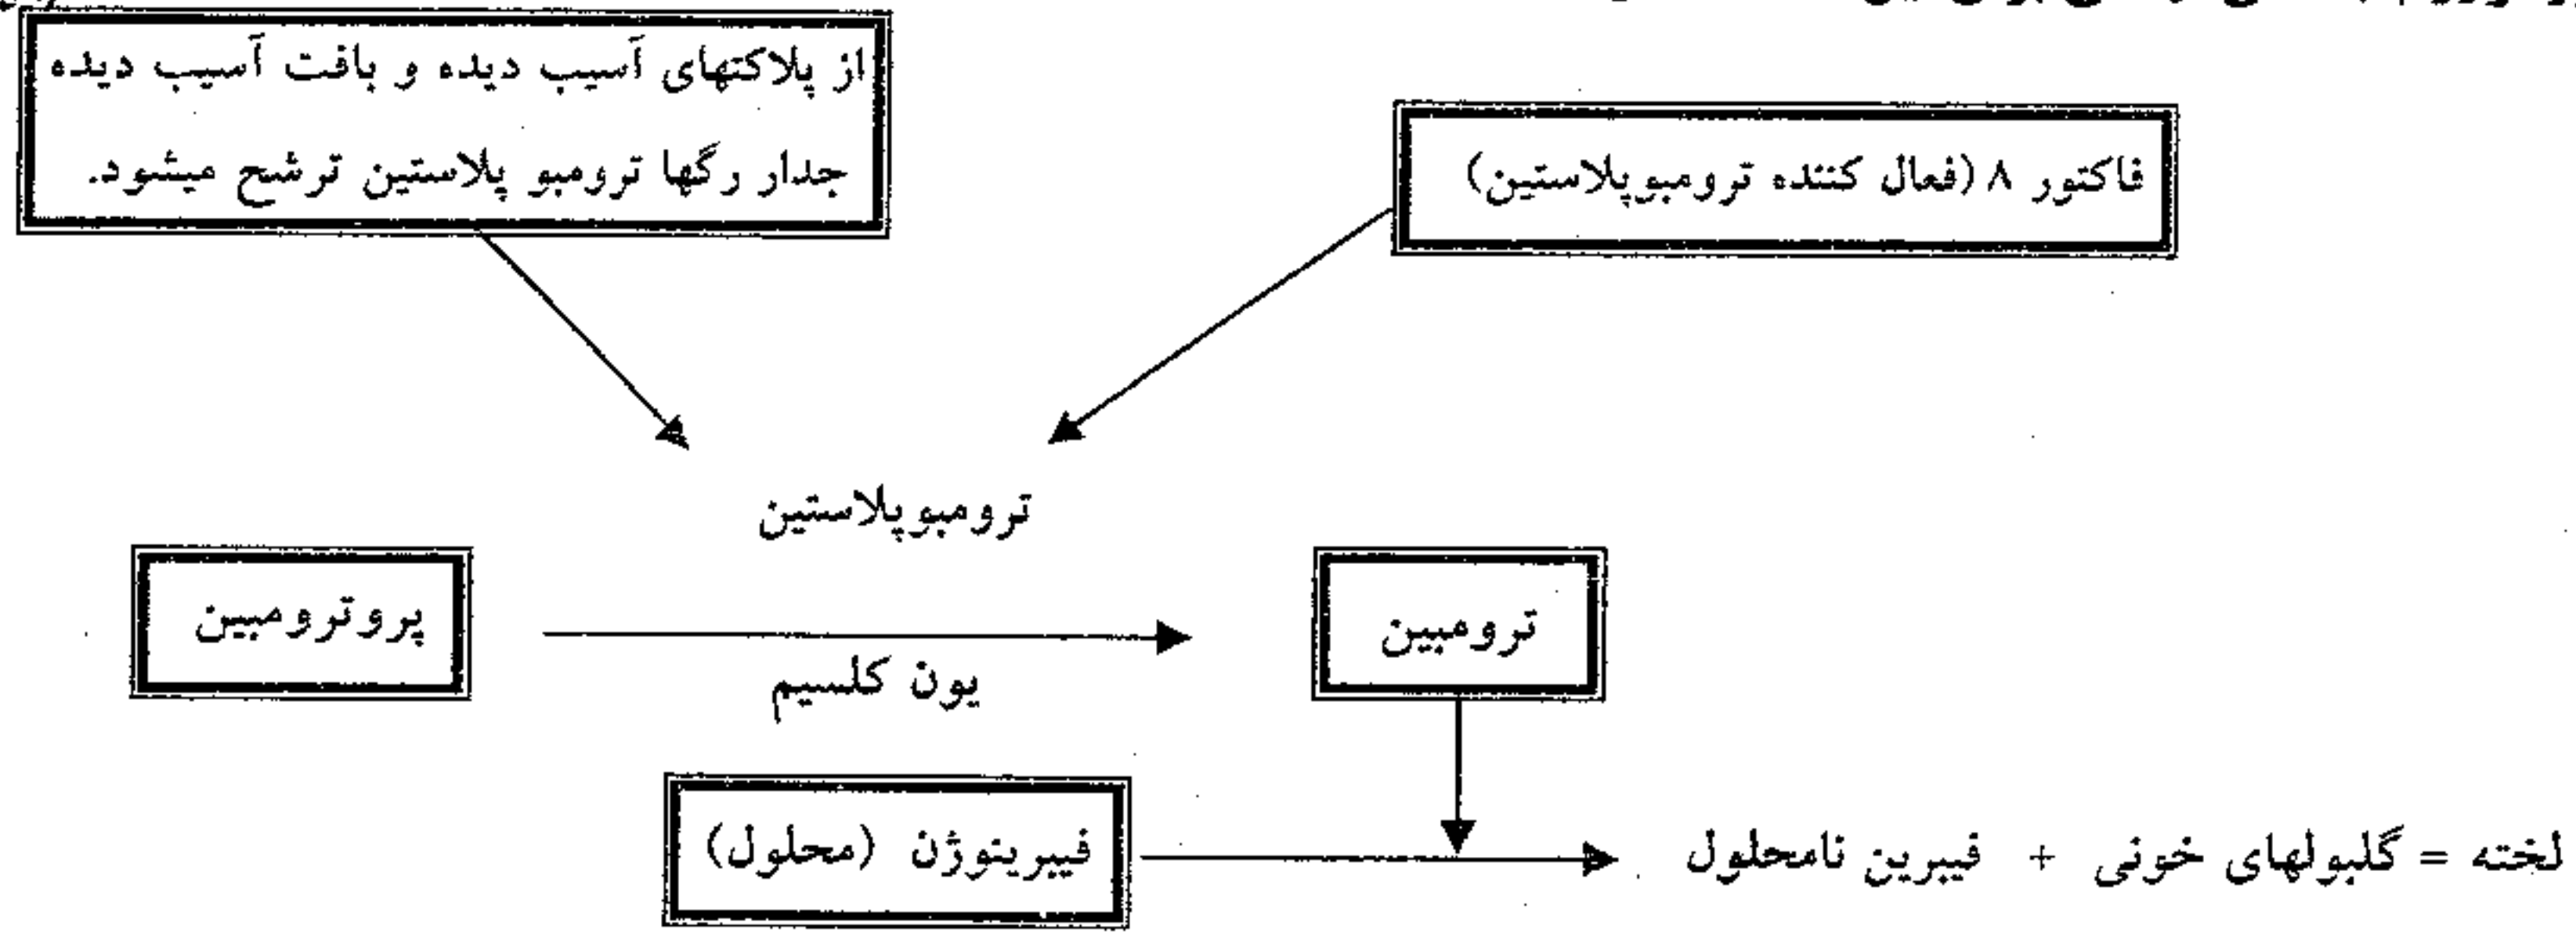 از پلاکتهای آسیب دیده و بافت آسیب دیده
جدار رگها ترومبو پلاستین ترشح میشود.
فاکتور ۸ (فعال کننده ترومبوپلاستین)
ترومبوپلاستین
پروترومبین
یون کلسیم
ترومبین
فیبرینوژن (محلول)
لخته = گلبولهای خونی + فیبرین نامحلول